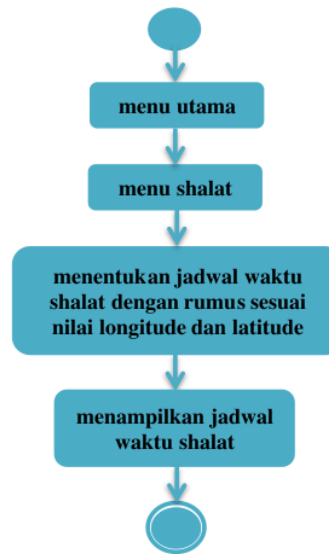 menu utama
menu shalat
menentukan jadwal waktu
shalat dengan rumus sesuai
nilai longitude dan latitude
menampilkan jadwal
waktu shalat